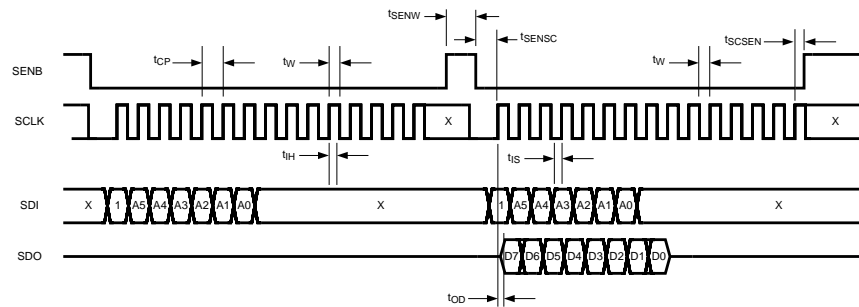 tSENW
tSENSC
tCP
tW
tW
tSCSEN
SENB
SCLK
X
X
tIH
tIS
SDI
X
1
A5
A4
A3
A2
A1
A0
X
1
A5
A4
A3
A2
A1
A0
X
SDO
D7
D6
D5
D4
D3
D2
D1
D0
tOD